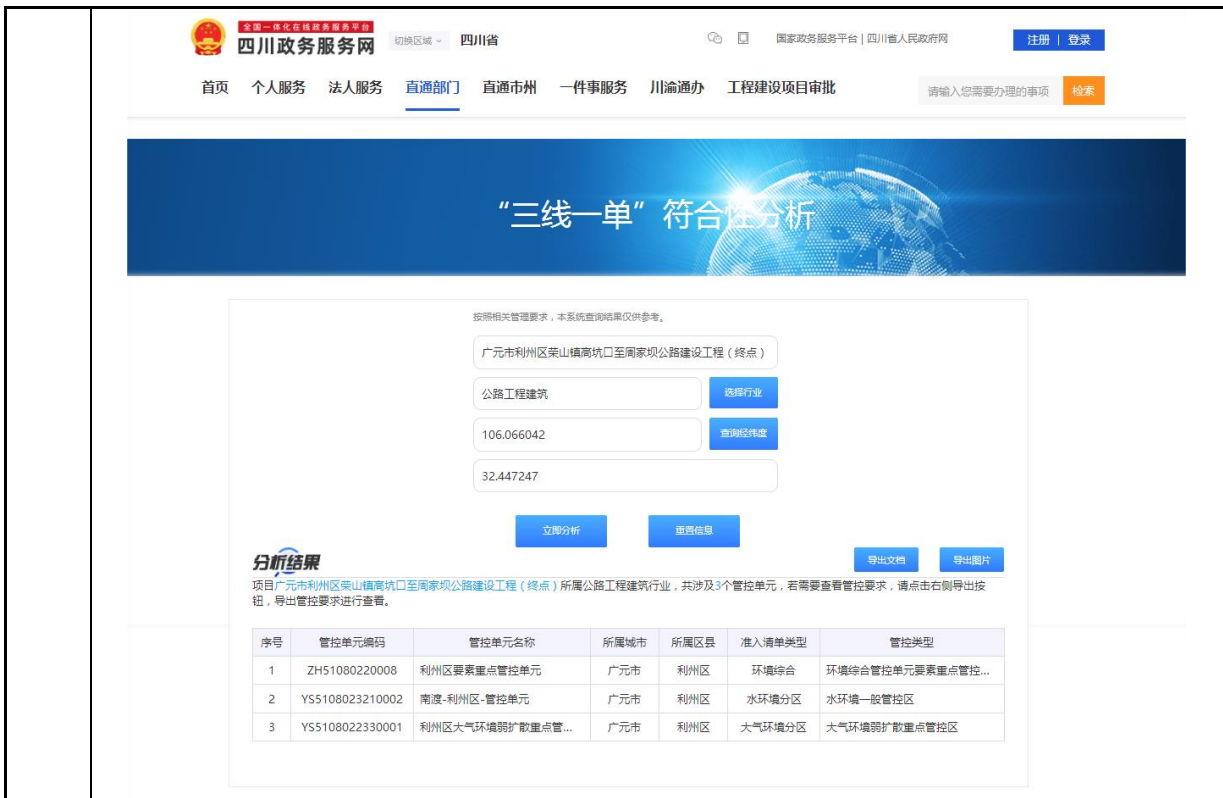 全国一体化在线政务服务平台
四川政务服务网 切换区域 四川省 国家政务服务平台 | 四川省人民政府网 注册 | 登录
首页 个人服务 法人服务 直通部门 直通市州 一件事服务 川渝通办 工程建设项目审批 请输入您需要办理的事项 检索
“三线一单”符合性分析
按照相关管理要求，本系统查询结果仅供参考。
广元市利州区荣山镇高坑口至周家坝公路建设工程（终点）
公路工程建筑 选择行业
106.066042 查询经纬度
32.447247
立即分析 重置信息
分析结果 导出文档 导出图片
项目广元市利州区荣山镇高坑口至周家坝公路建设工程（终点）所属公路工程建筑行业，共涉及3个管控单元，若需要查看管控要求，请点击右侧导出按
钮，导出管控要求进行查看。
序号 管控单元编码 管控单元名称 所属城市 所属区县 准入清单类型 管控类型
1 ZH51080220008 利州区要素重点管控单元 广元市 利州区 环境综合 环境综合管控单元要素重点管控...
2 YS5108023210002 南渡-利州区-管控单元 广元市 利州区 水环境分区 水环境一般管控区
3 YS5108022330001 利州区大气环境弱扩散重点管... 广元市 利州区 大气环境分区 大气环境弱扩散重点管控区